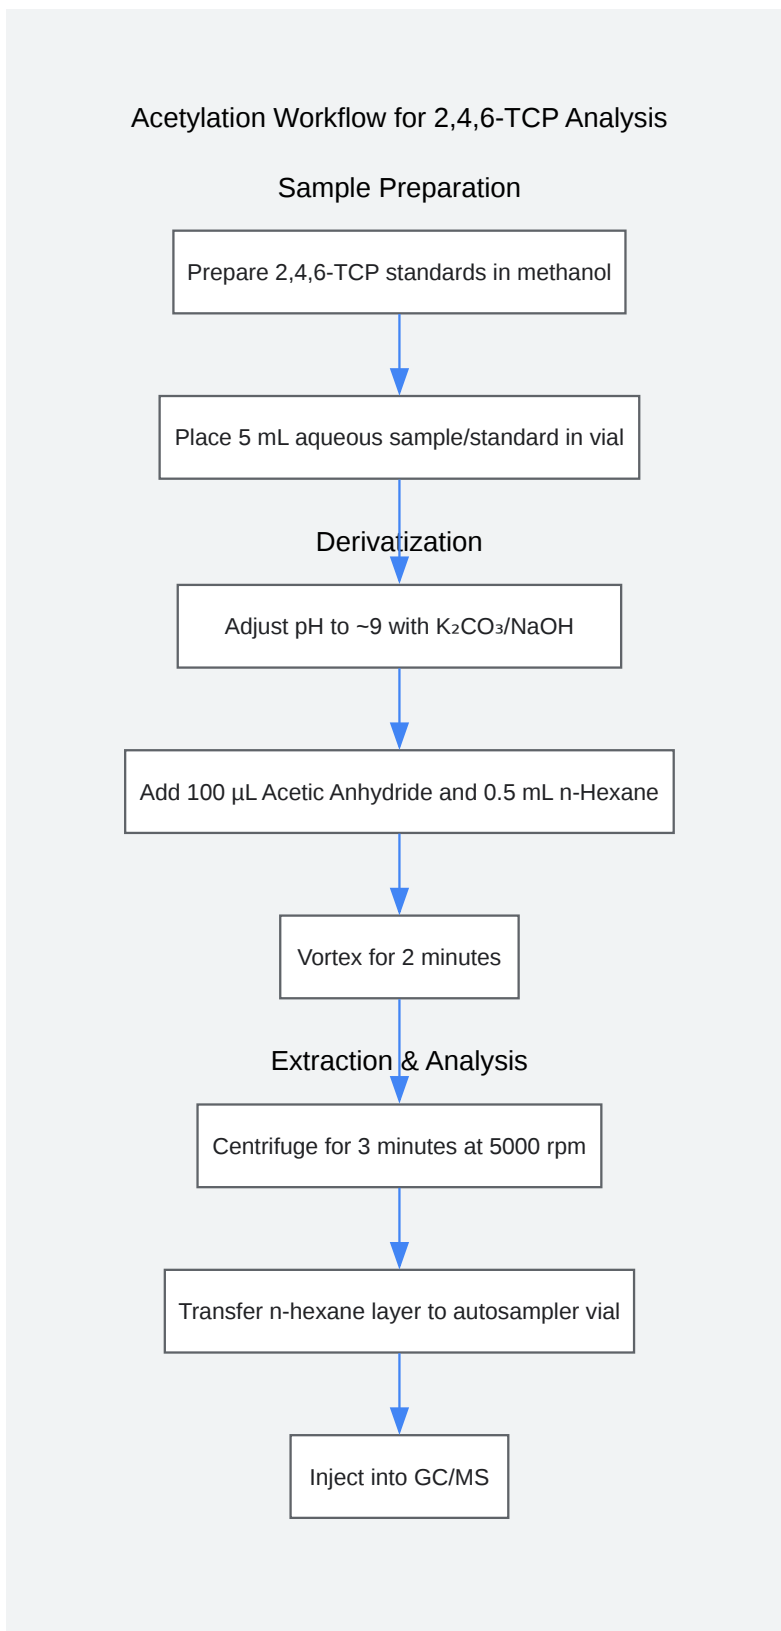 Acetylation Workflow for 2,4,6-TCP Analysis
Sample Preparation
Prepare 2,4,6-TCP standards in methanol
Place 5 mL aqueous sample/standard in vial
Derivatization
Adjust pH to ~9 with K₂CO₃/NaOH
Add 100 µL Acetic Anhydride and 0.5 mL n-Hexane
Vortex for 2 minutes
Extraction & Analysis
Centrifuge for 3 minutes at 5000 rpm
Transfer n-hexane layer to autosampler vial
Inject into GC/MS